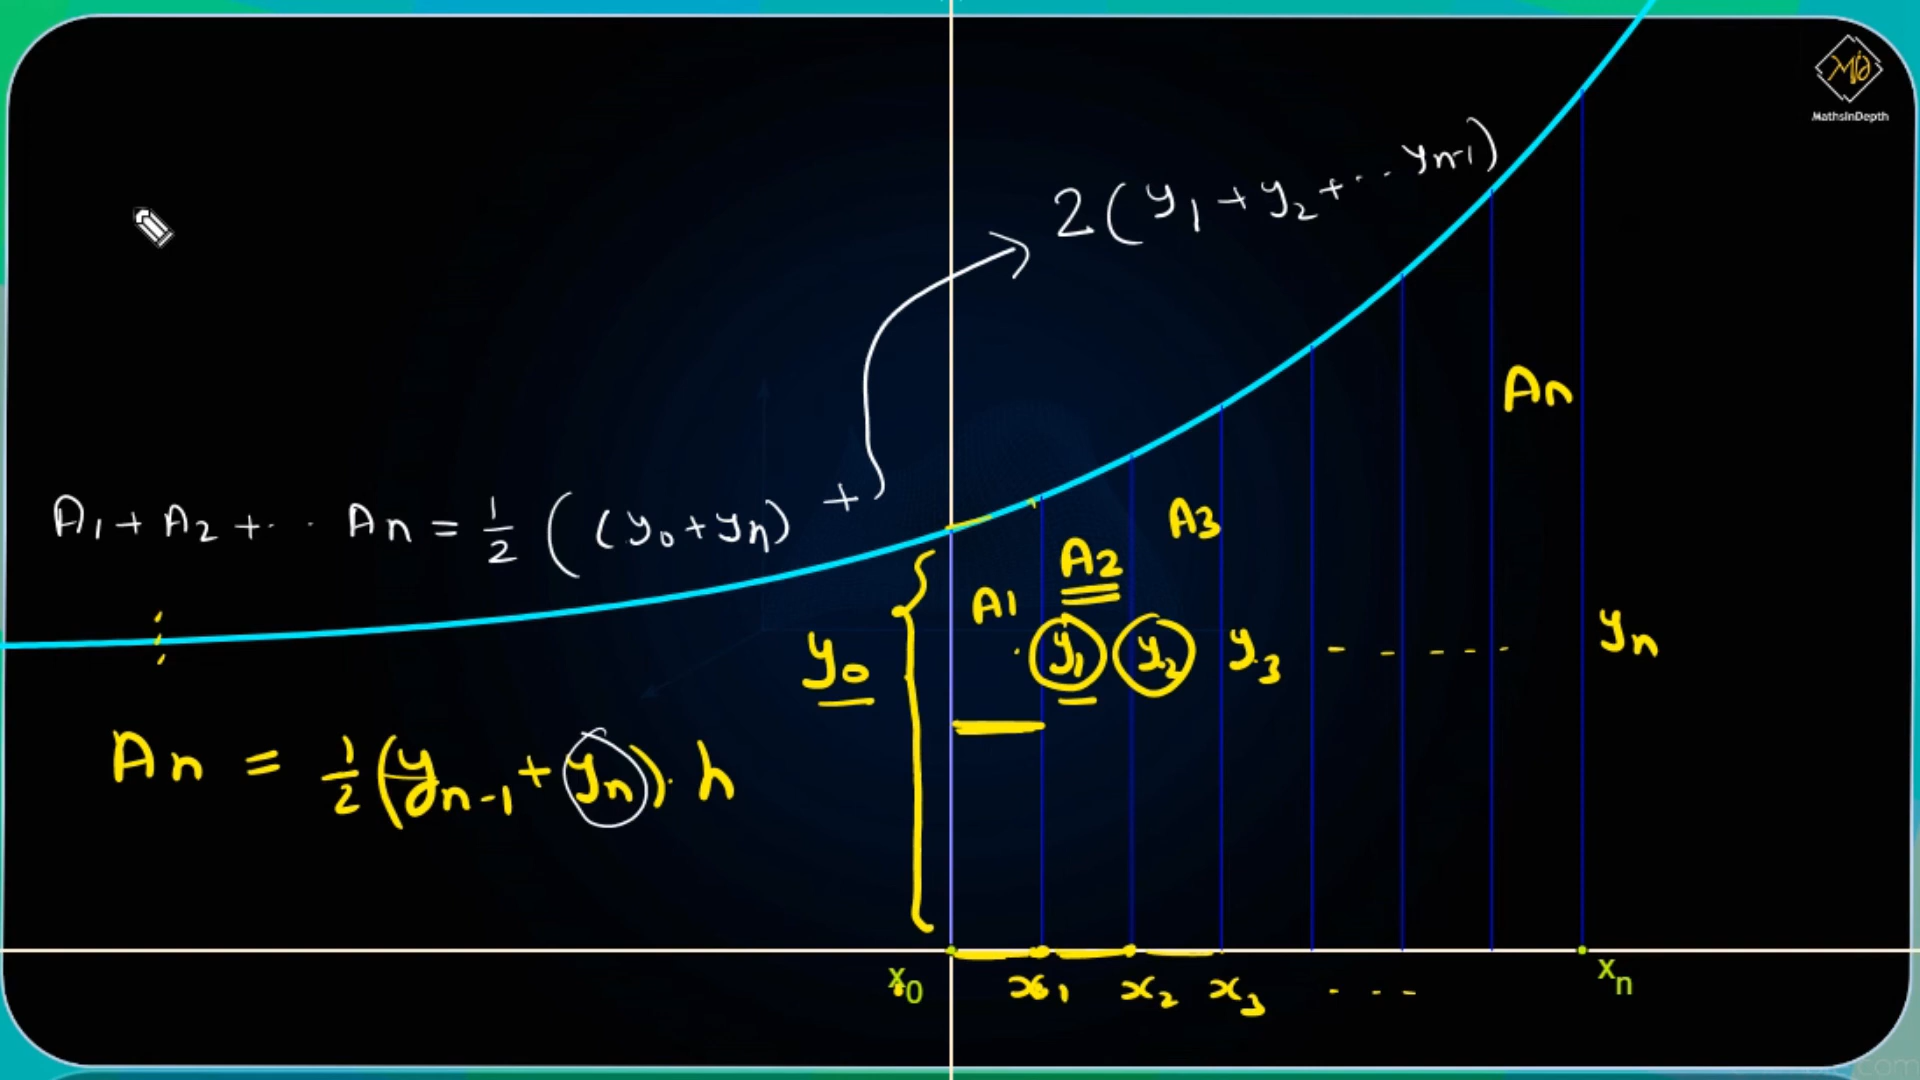 MathsInDepth
2(y₁ + y₂ + ... yₙ₋₁)
An
A₁ + A₂ + ... An = 1/2 ((y₀ + yₙ) +
A3
A2
A1
y₀ y₁ y₂ y₃ - - - - - yₙ
An = 1/2 (yₙ₋₁ + yₙ) . h
x₀ x₁ x₂ x₃ - - - xₙ